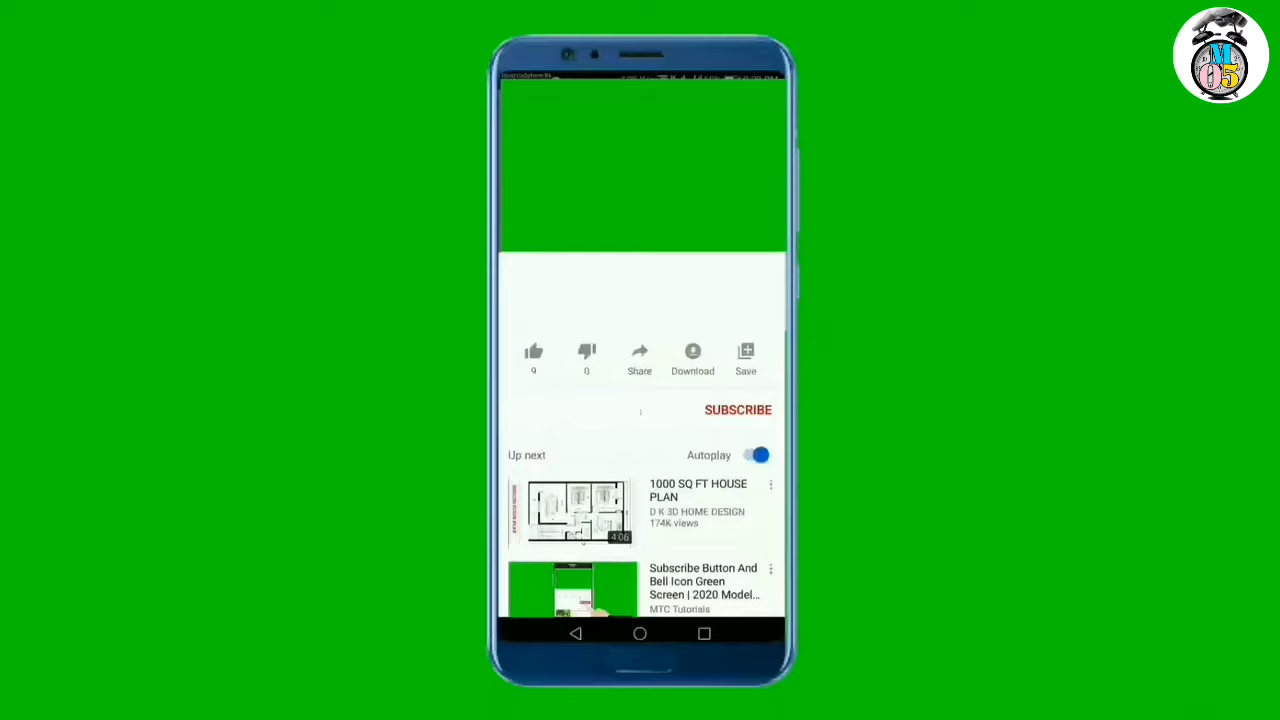 M
05
9
0
Share
Download
Save
SUBSCRIBE
Up next
Autoplay
1000 SQ FT HOUSE
PLAN
D K 3D HOME DESIGN
174K views
4:06
Subscribe Button And
Bell Icon Green
Screen | 2020 Model...
MTC Tutorials